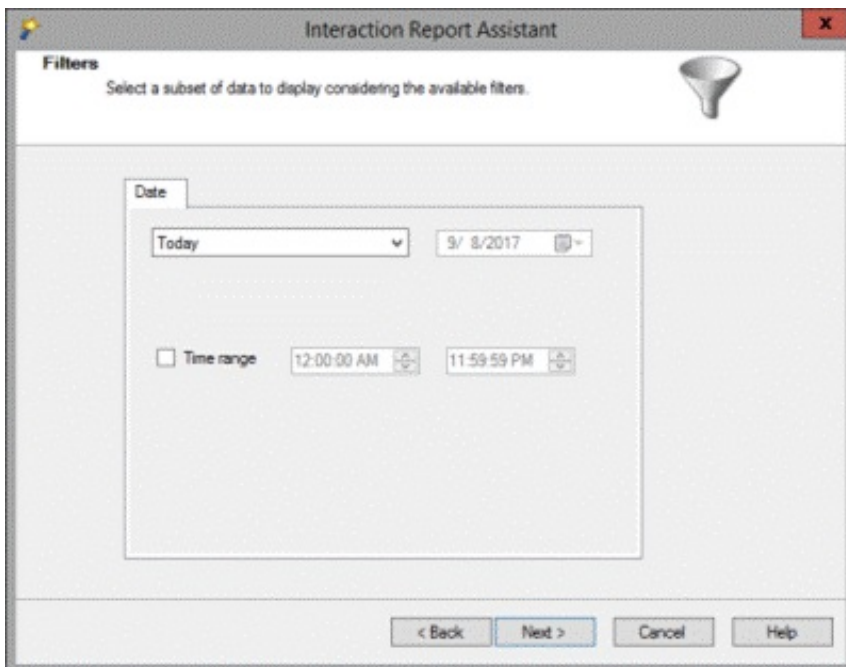 Interaction Report Assistant
x
Filters
Select a subset of data to display considering the available filters.
Date
Today 9/ 8/2017
Time range 12:00:00 AM 11:59:59 PM
< Back Next > Cancel Help